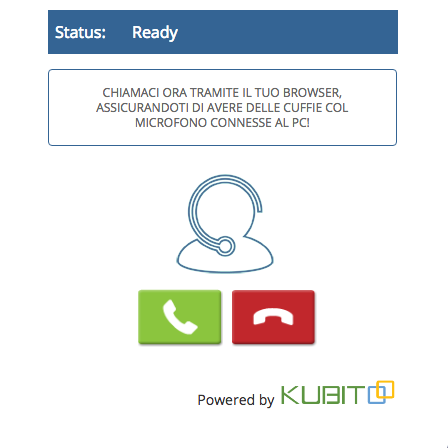 Status: Ready
CHIAMACI ORA TRAMITE IL TUO BROWSER,
ASSICURANDOTI DI AVERE DELLE CUFFIE COL
MICROFONO CONNESSE AL PC!
Powered by KUBITO